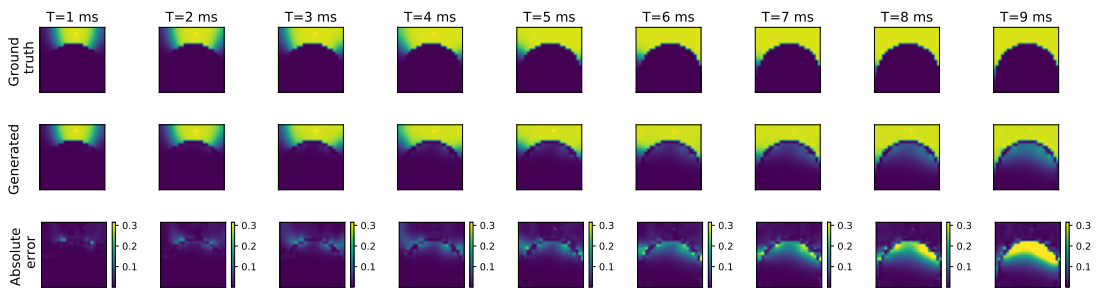 T=1 ms T=2 ms T=3 ms T=4 ms T=5 ms T=6 ms T=7 ms T=8 ms T=9 ms
Ground
truth
Generated
Absolute
error
0.3 0.3 0.3 0.3 0.3 0.3 0.3 0.3 0.3
0.2 0.2 0.2 0.2 0.2 0.2 0.2 0.2 0.2
0.1 0.1 0.1 0.1 0.1 0.1 0.1 0.1 0.1